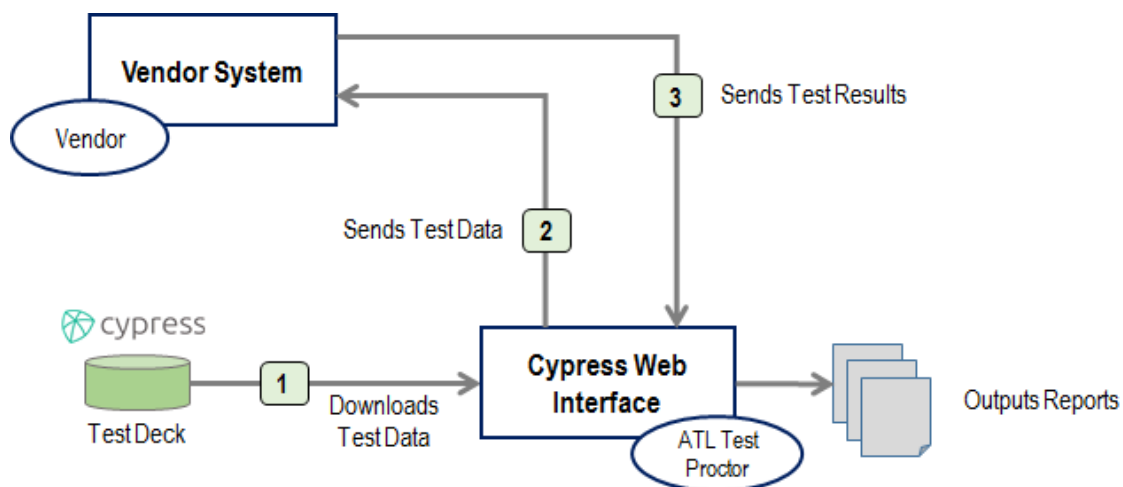 Vendor System
Vendor
3
Sends Test Results
Sends Test Data
2
cypress
Test Deck
1
Downloads
Test Data
Cypress Web
Interface
ATL Test
Proctor
Outputs Reports